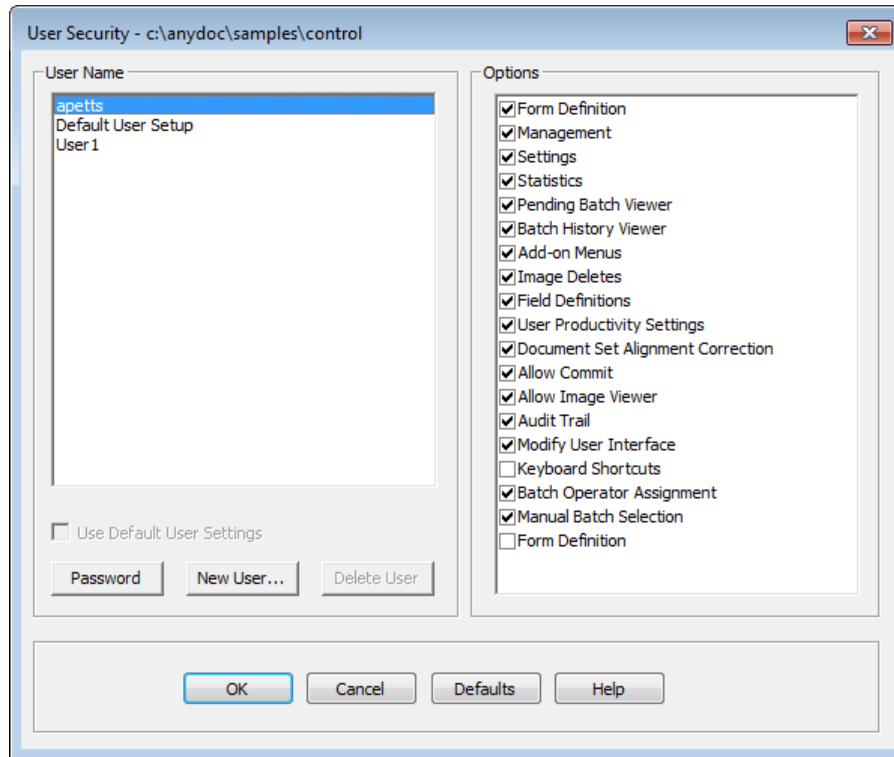 User Security - c:\anydoc\samples\control
User Name
apetts
Default User Setup
User1
Use Default User Settings
Password
New User...
Delete User
Options
Form Definition
Management
Settings
Statistics
Pending Batch Viewer
Batch History Viewer
Add-on Menus
Image Deletes
Field Definitions
User Productivity Settings
Document Set Alignment Correction
Allow Commit
Allow Image Viewer
Audit Trail
Modify User Interface
Keyboard Shortcuts
Batch Operator Assignment
Manual Batch Selection
Form Definition
OK
Cancel
Defaults
Help